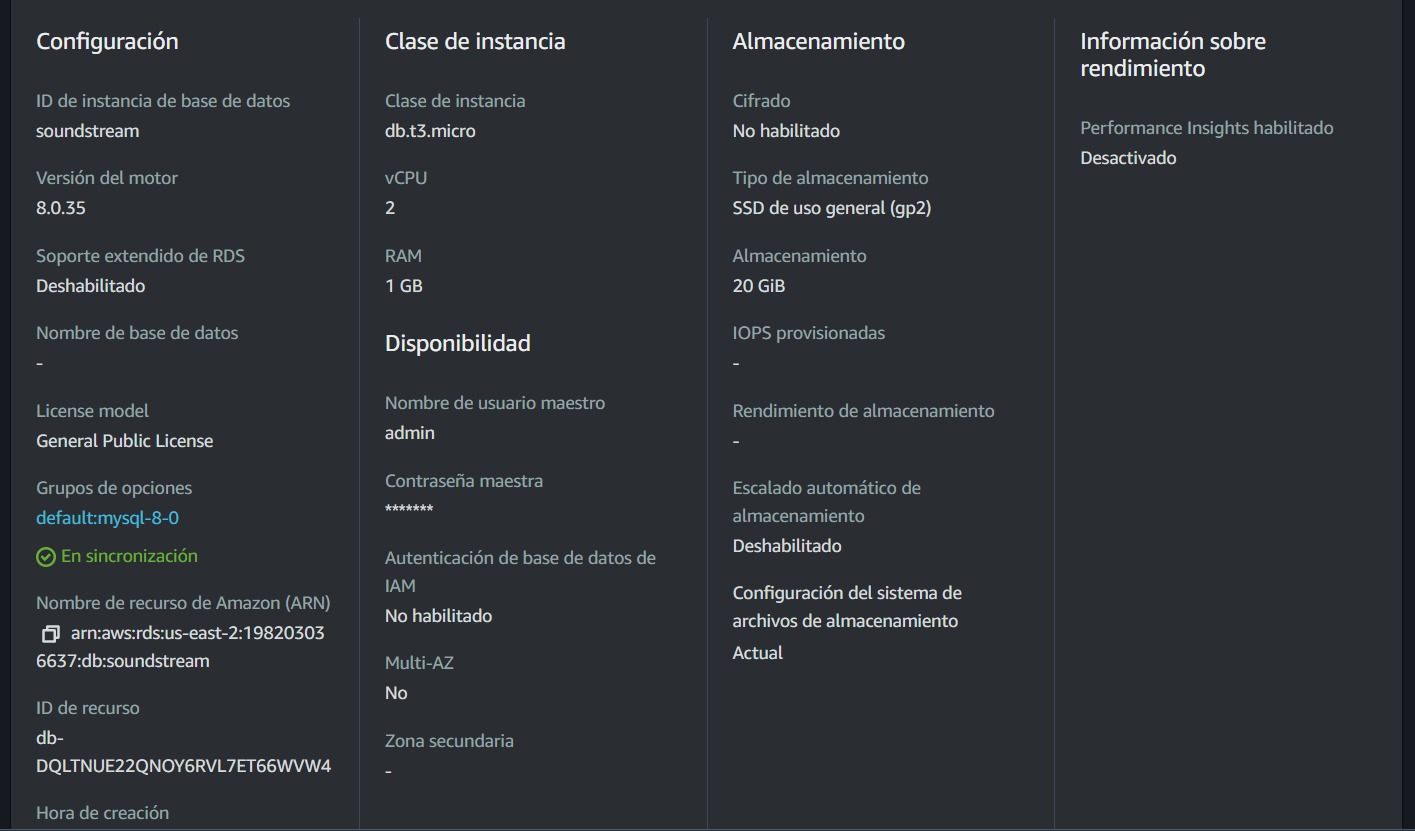 Configuración
ID de instancia de base de datos
soundstream
Versión del motor
8.0.35
Soporte extendido de RDS
Deshabilitado
Nombre de base de datos
-
License model
General Public License
Grupos de opciones
default:mysql-8-0
En sincronización
Nombre de recurso de Amazon (ARN)
arn:aws:rds:us-east-2:19820303
6637:db:soundstream
ID de recurso
db-
DQLTNUE22QNOY6RVL7ET66WVW4
Hora de creación
Clase de instancia
Clase de instancia
db.t3.micro
vCPU
2
RAM
1 GB
Disponibilidad
Nombre de usuario maestro
admin
Contraseña maestra
*******
Autenticación de base de datos de
IAM
No habilitado
Multi-AZ
No
Zona secundaria
-
Almacenamiento
Cifrado
No habilitado
Tipo de almacenamiento
SSD de uso general (gp2)
Almacenamiento
20 GiB
IOPS provisionadas
-
Rendimiento de almacenamiento
-
Escalado automático de
almacenamiento
Deshabilitado
Configuración del sistema de
archivos de almacenamiento
Actual
Información sobre
rendimiento
Performance Insights habilitado
Desactivado